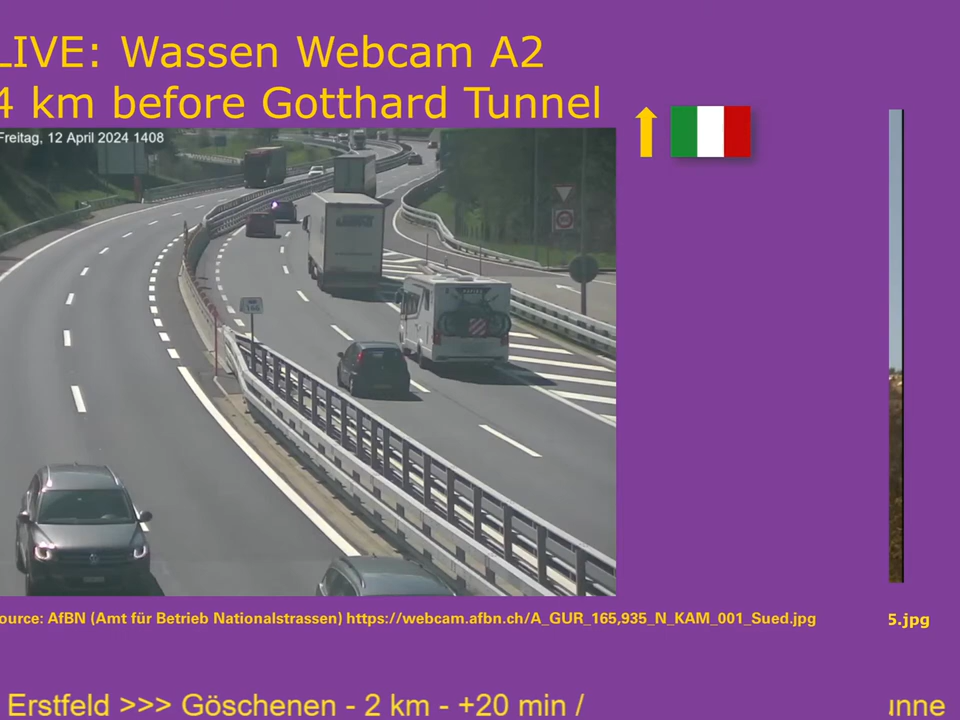 LIVE: Wassen Webcam A2
4 km before Gotthard Tunnel
Freitag, 12 April 2024 1408
ource: AfBN (Amt für Betrieb Nationalstrassen) https://webcam.afbn.ch/A_GUR_165,935_N_KAM_001_Sued.jpg
5.jpg
Erstfeld >>> Göschenen - 2 km - +20 min /
unne